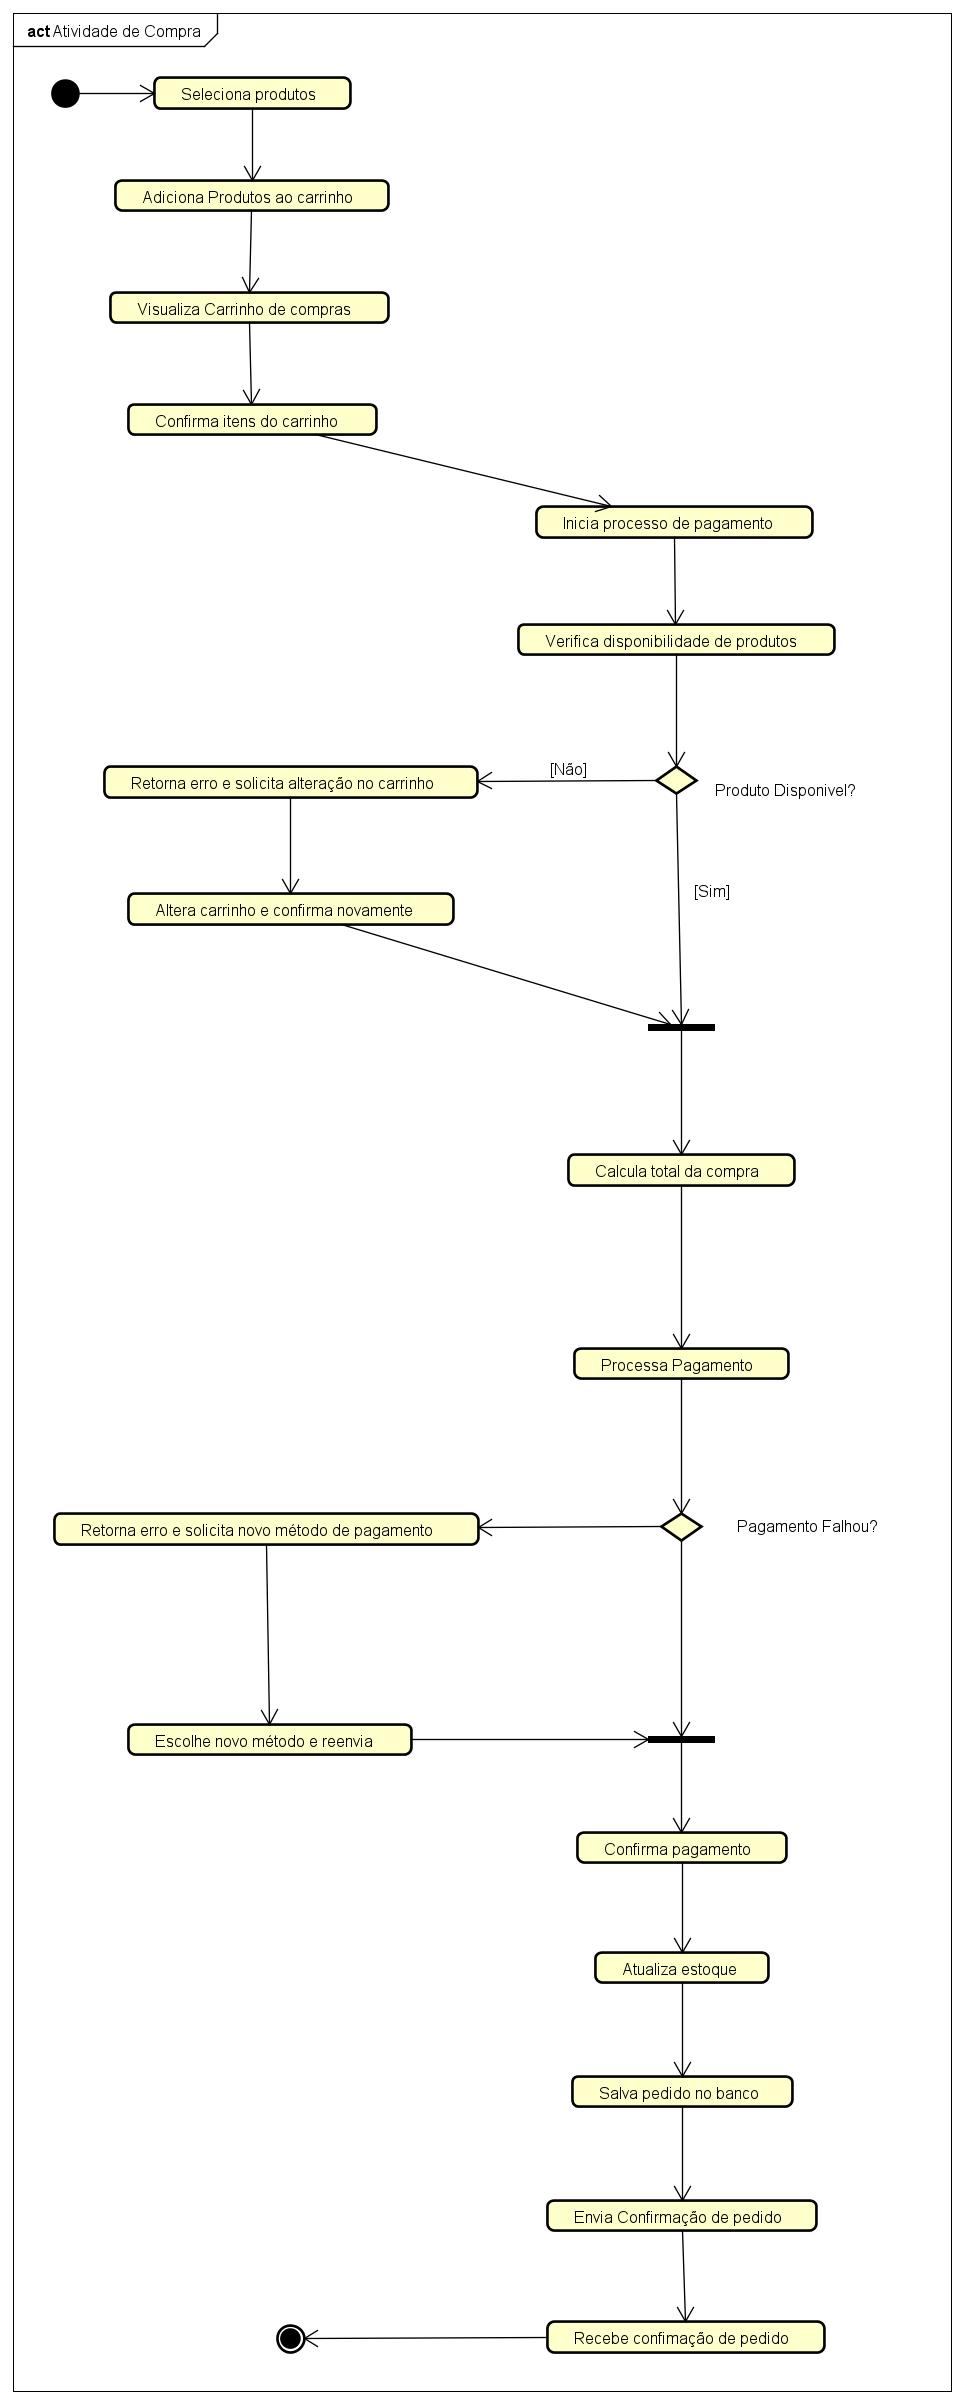 act Atividade de Compra
Seleciona produtos
Adiciona Produtos ao carrinho
Visualiza Carrinho de compras
Confirma itens do carrinho
Inicia processo de pagamento
Verifica disponibilidade de produtos
[Não]
Retorna erro e solicita alteração no carrinho
Produto Disponivel?
[Sim]
Altera carrinho e confirma novamente
Calcula total da compra
Processa Pagamento
Retorna erro e solicita novo método de pagamento
Pagamento Falhou?
Escolhe novo método e reenvia
Confirma pagamento
Atualiza estoque
Salva pedido no banco
Envia Confirmação de pedido
Recebe confimação de pedido